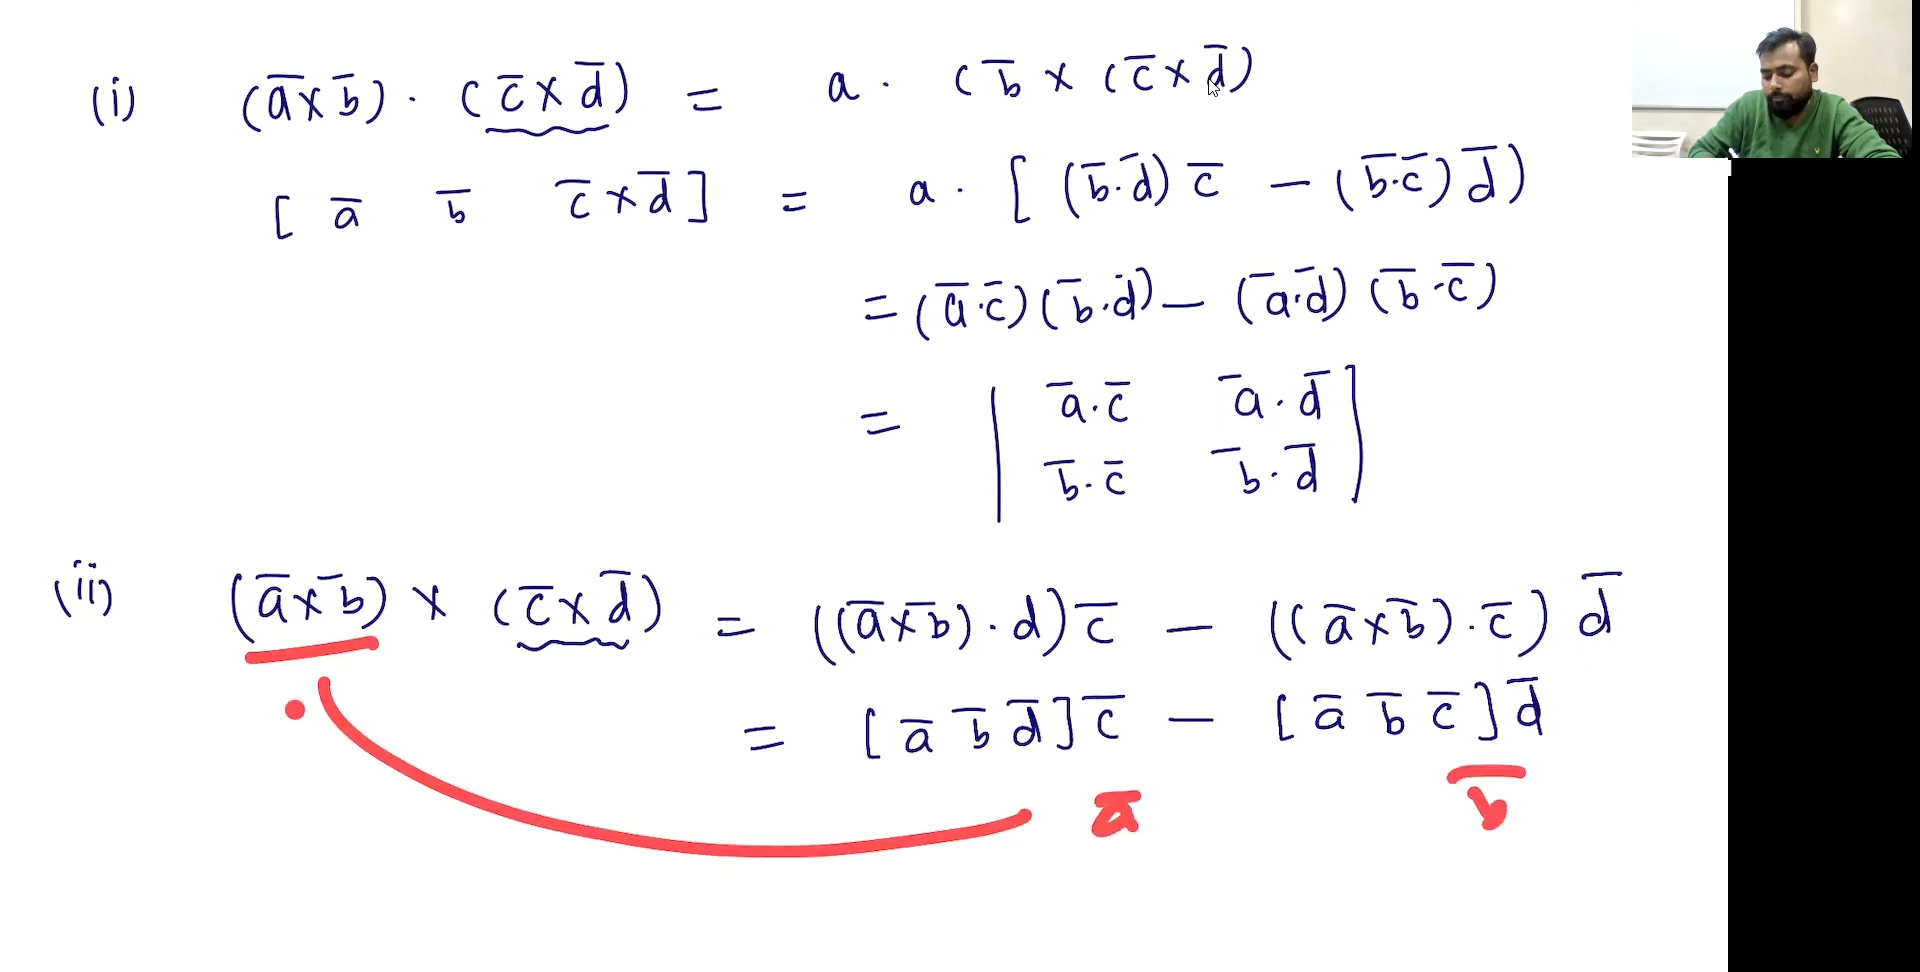 (i) (a̅ × b̅) · (c̅ × d̅) = a · (b̅ × (c̅ × d̅)
[ a̅ b̅ c̅ × d̅ ] = a · [ (b̅·d̅) c̅ − (b̅·c̅) d̅ )
= (a̅·c̅) (b̅·d̅) − (a̅·d̅) (b̅·c̅)
= | a̅·c̅ a̅·d̅ |
| b̅·c̅ b̅·d̅ |
(ii) (a̅ × b̅) × (c̅ × d̅) = ((a̅ × b̅) · d) c̅ − ((a̅ × b̅) · c̅) d̅
= [ a̅ b̅ d̅ ] c̅ − [ a̅ b̅ c̅ ] d̅
a̅ b̅